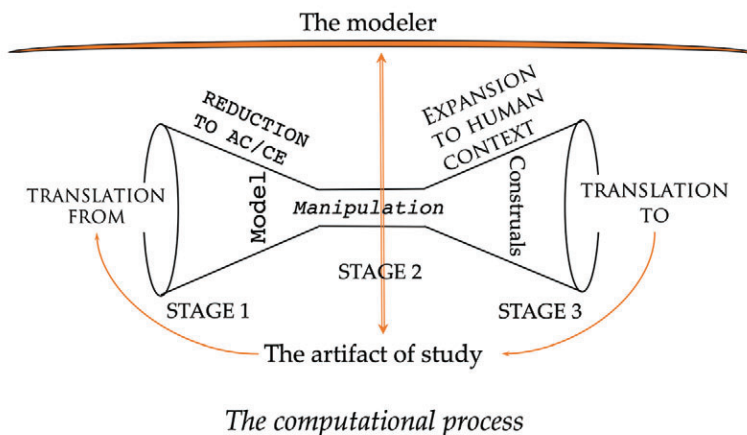 The modeler
REDUCTION
TO AC/CE
EXPANSION
TO HUMAN
CONTEXT
TRANSLATION
FROM
Model
Manipulation
Construals
TRANSLATION
TO
STAGE 1
STAGE 2
STAGE 3
The artifact of study
The computational process